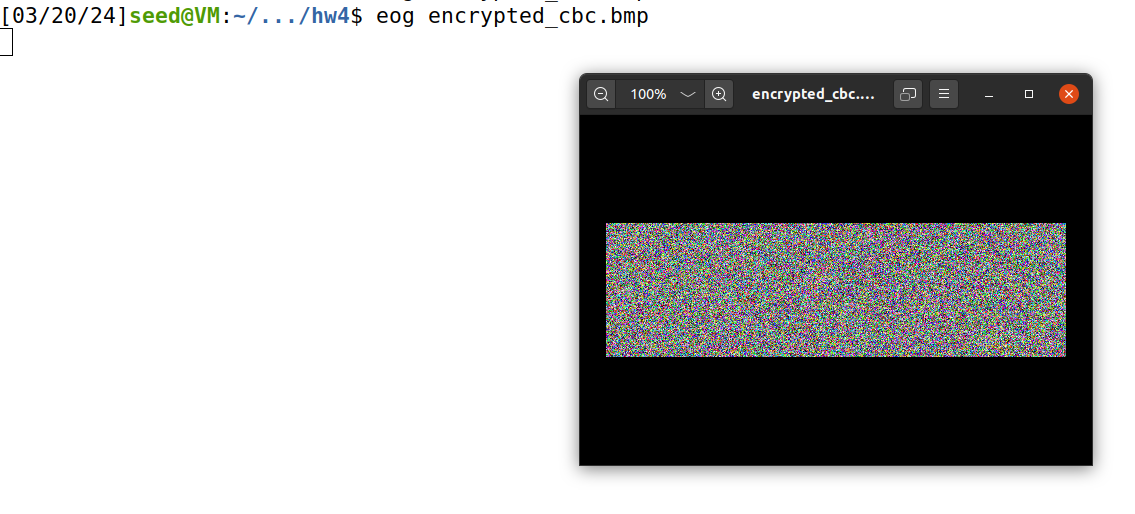 [03/20/24]seed@VM:~/.../hw4$ eog encrypted_cbc.bmp
100%
encrypted_cbc....